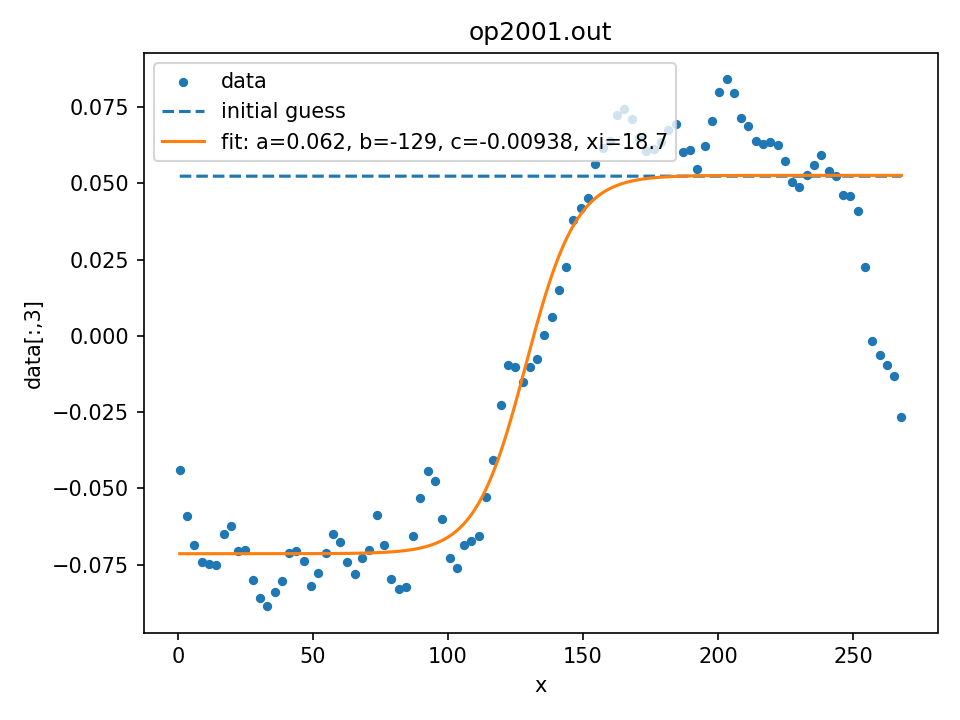 op2001.out
data
initial guess
fit: a=0.062, b=-129, c=-0.00938, xi=18.7
0.075
0.050
0.025
0.000
−0.025
−0.050
−0.075
data[:,3]
0
50
100
150
200
250
x